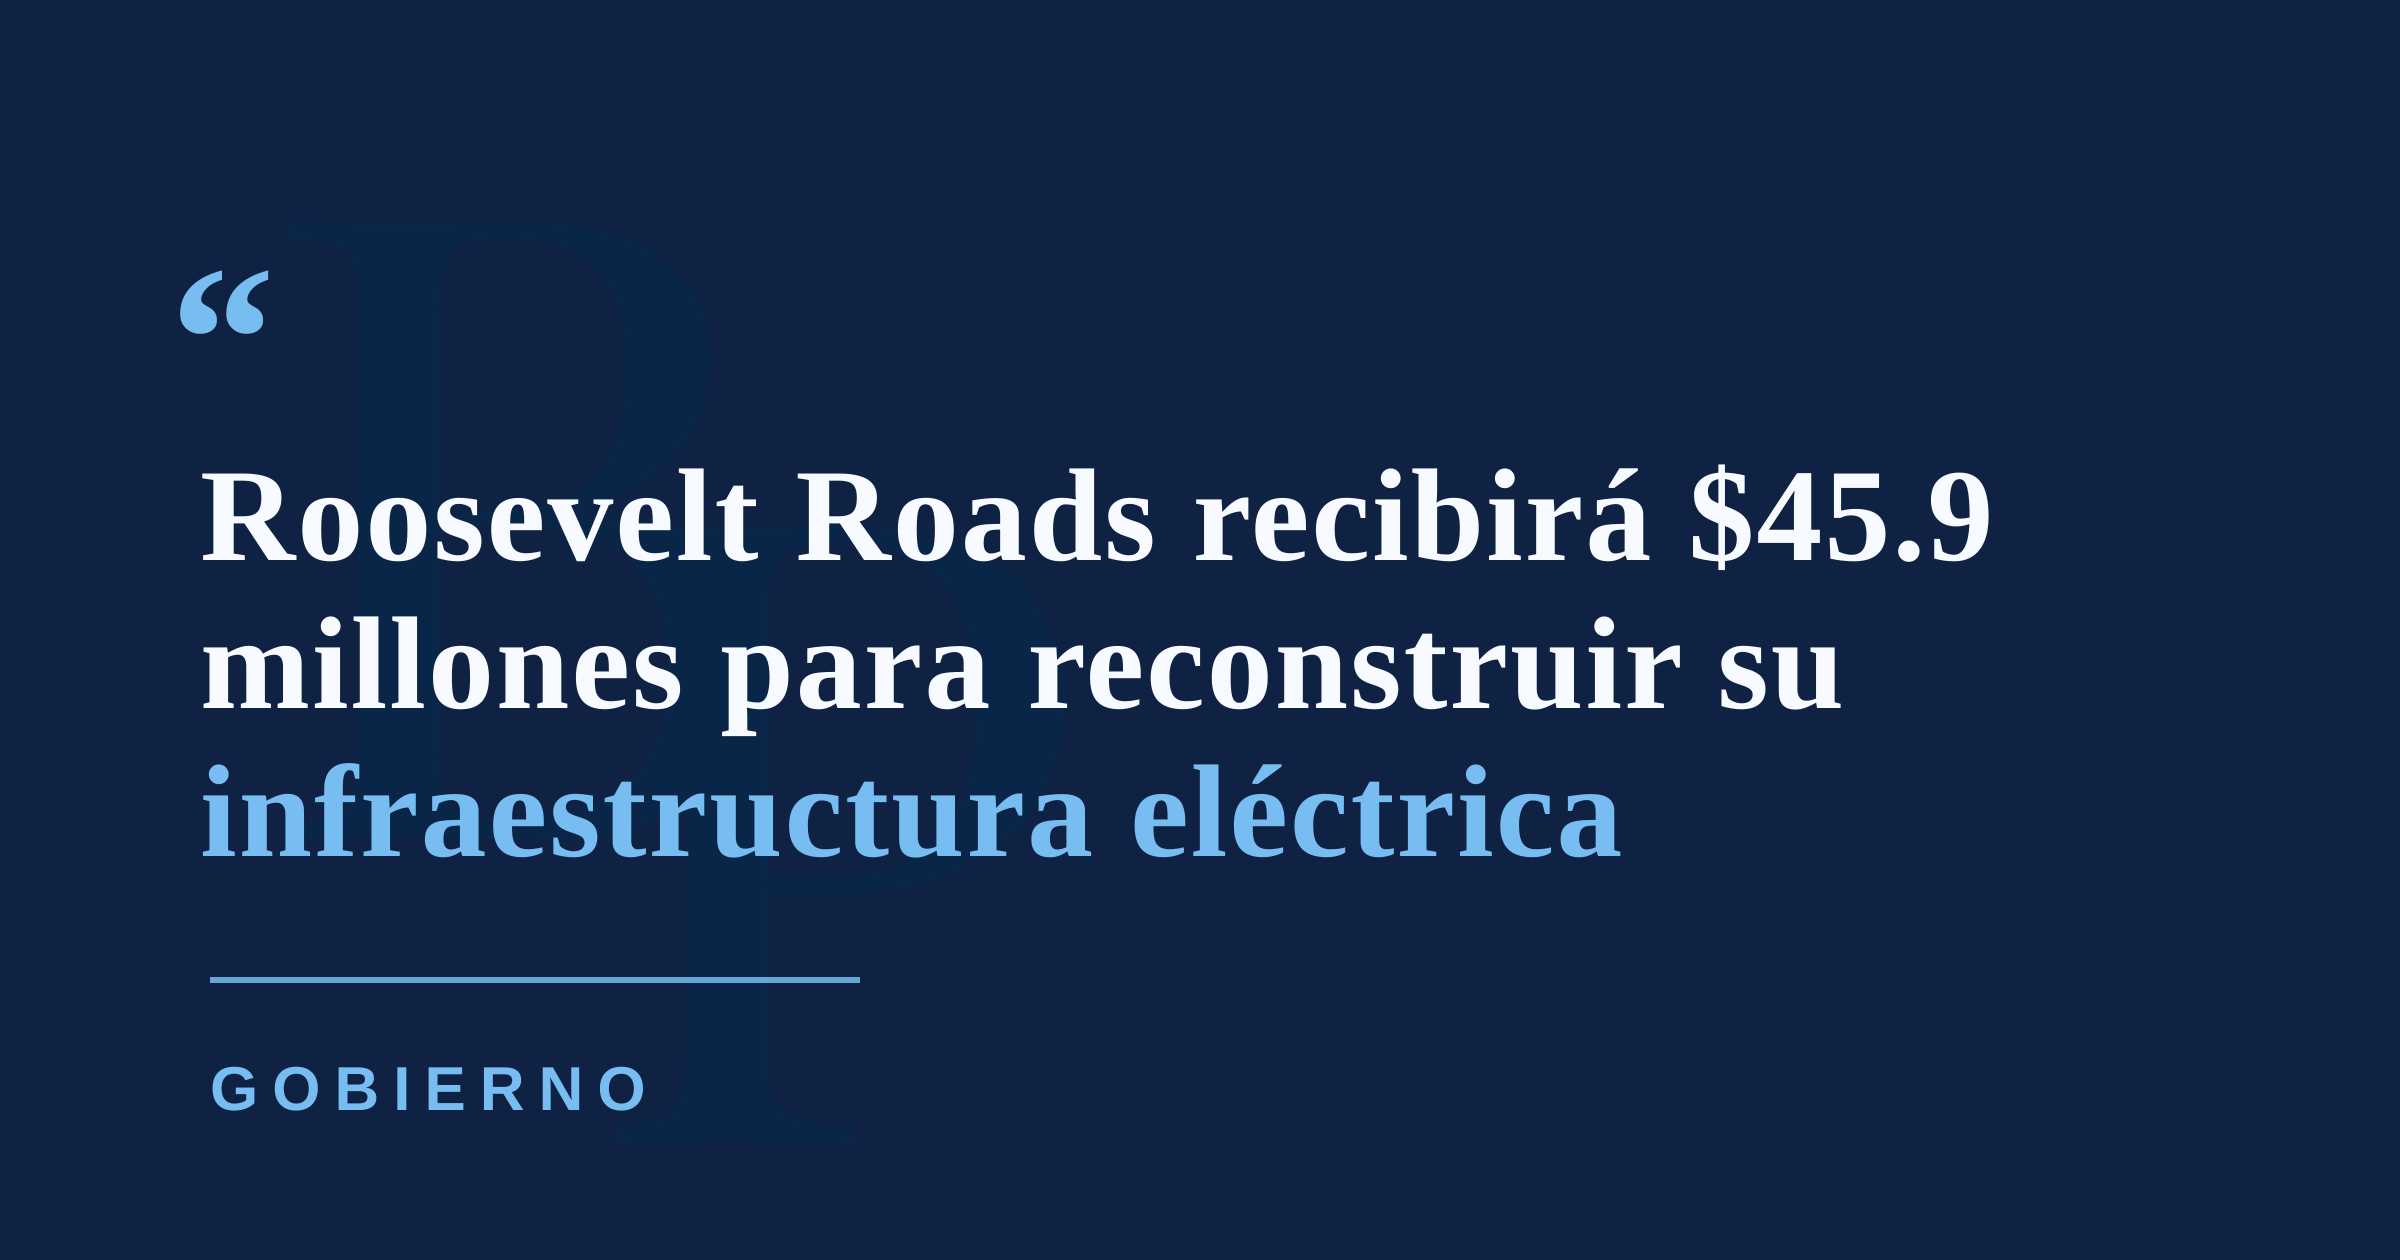 “
Roosevelt Roads recibirá $45.9
millones para reconstruir su
infraestructura eléctrica
GOBIERNO